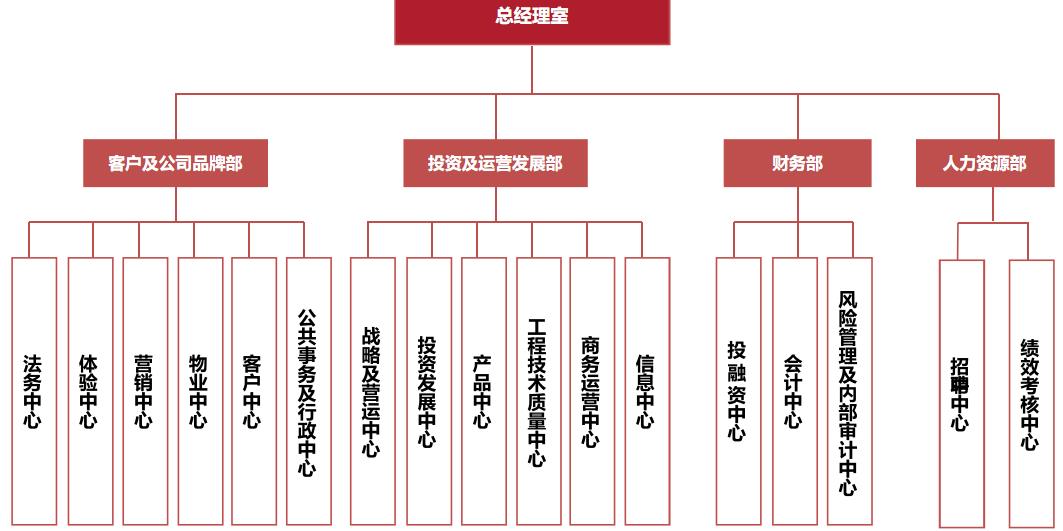 总经理室
客户及公司品牌部
投资及运营发展部
财务部
人力资源部
法务中心
体验中心
营销中心
物业中心
客户中心
公共事务及行政中心
战略及营运中心
投资发展中心
产品中心
工程技术质量中心
商务运营中心
信息中心
投融资中心
会计中心
风险管理及内部审计中心
招聘中心
绩效考核中心